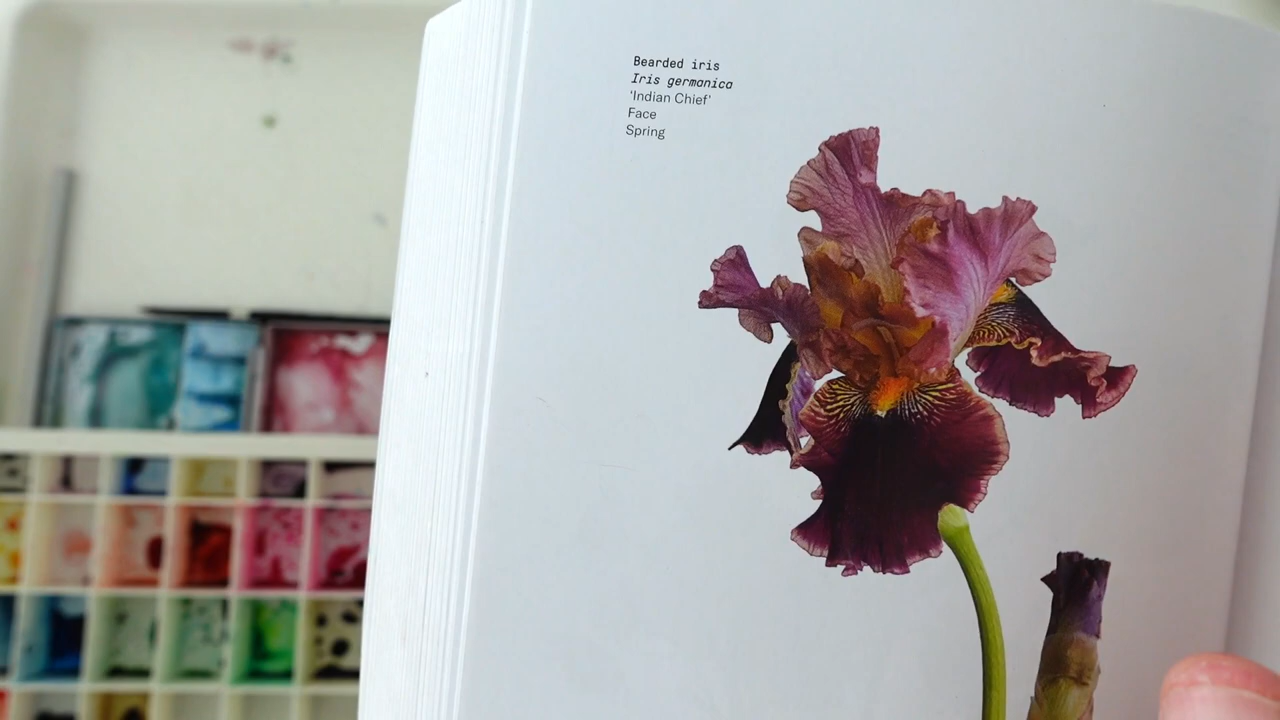 Bearded iris
Iris germanica
‘Indian Chief’
Face
Spring